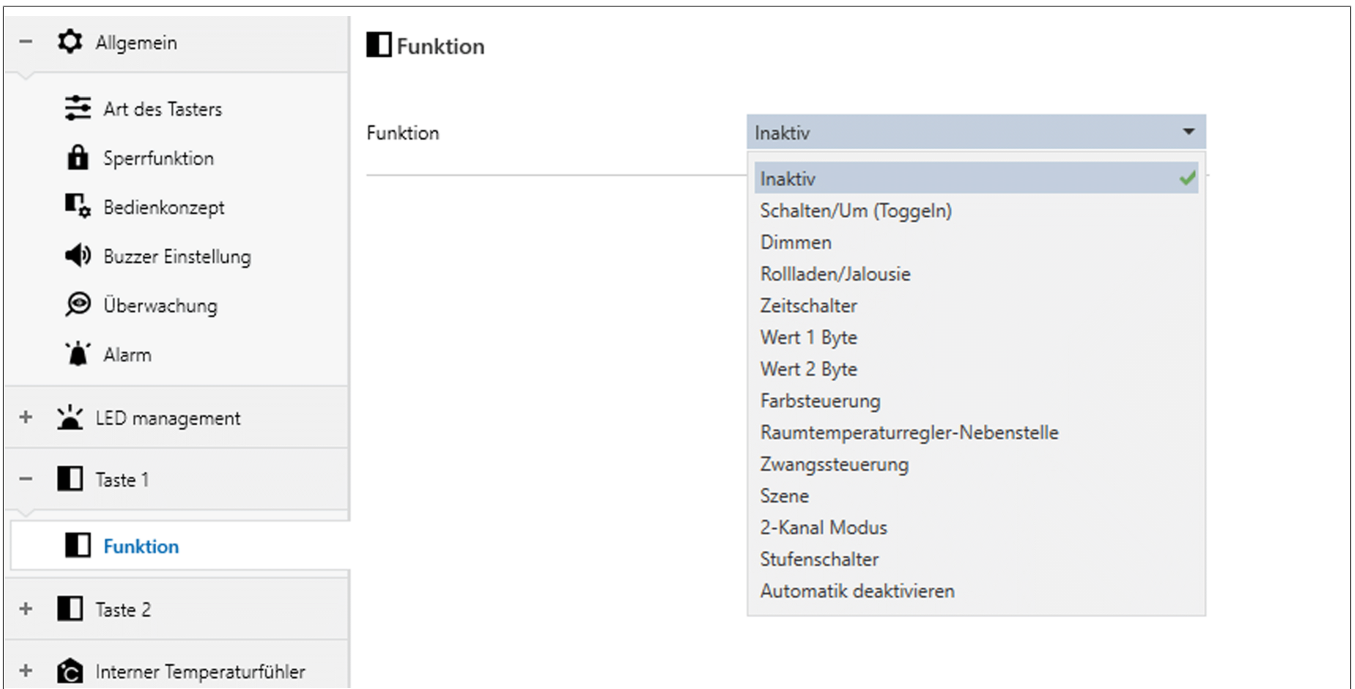 Allgemein
Art des Tasters
Sperrfunktion
Bedienkonzept
Buzzer Einstellung
Überwachung
Alarm
LED management
Taste 1
Funktion
Taste 2
Interner Temperaturfühler
Funktion
Funktion
Inaktiv
Inaktiv
Schalten/Um (Toggeln)
Dimmen
Rollladen/Jalousie
Zeitschalter
Wert 1 Byte
Wert 2 Byte
Farbsteuerung
Raumtemperaturregler-Nebenstelle
Zwangssteuerung
Szene
2-Kanal Modus
Stufenschalter
Automatik deaktivieren